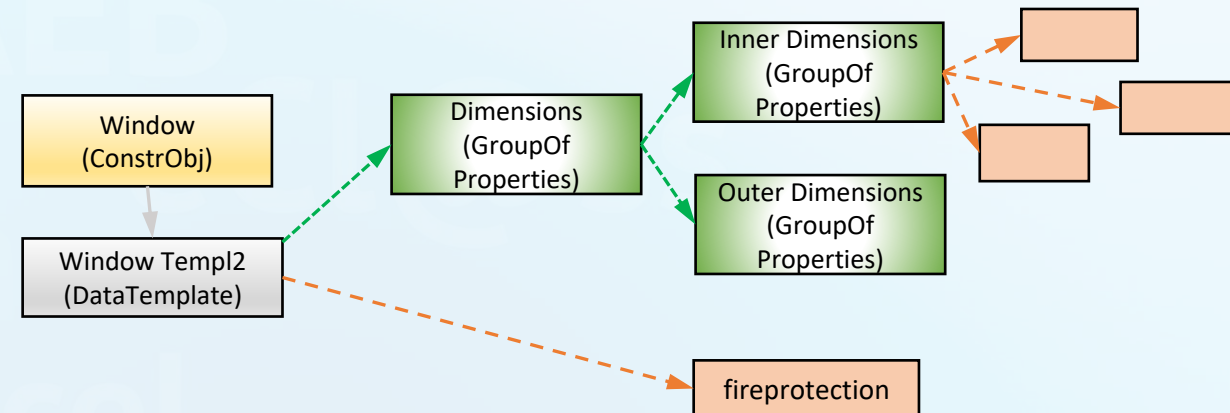 Window
(ConstrObj)
Window Templ2
(DataTemplate)
Dimensions
(GroupOf
Properties)
Inner Dimensions
(GroupOf
Properties)
Outer Dimensions
(GroupOf
Properties)
fireprotection